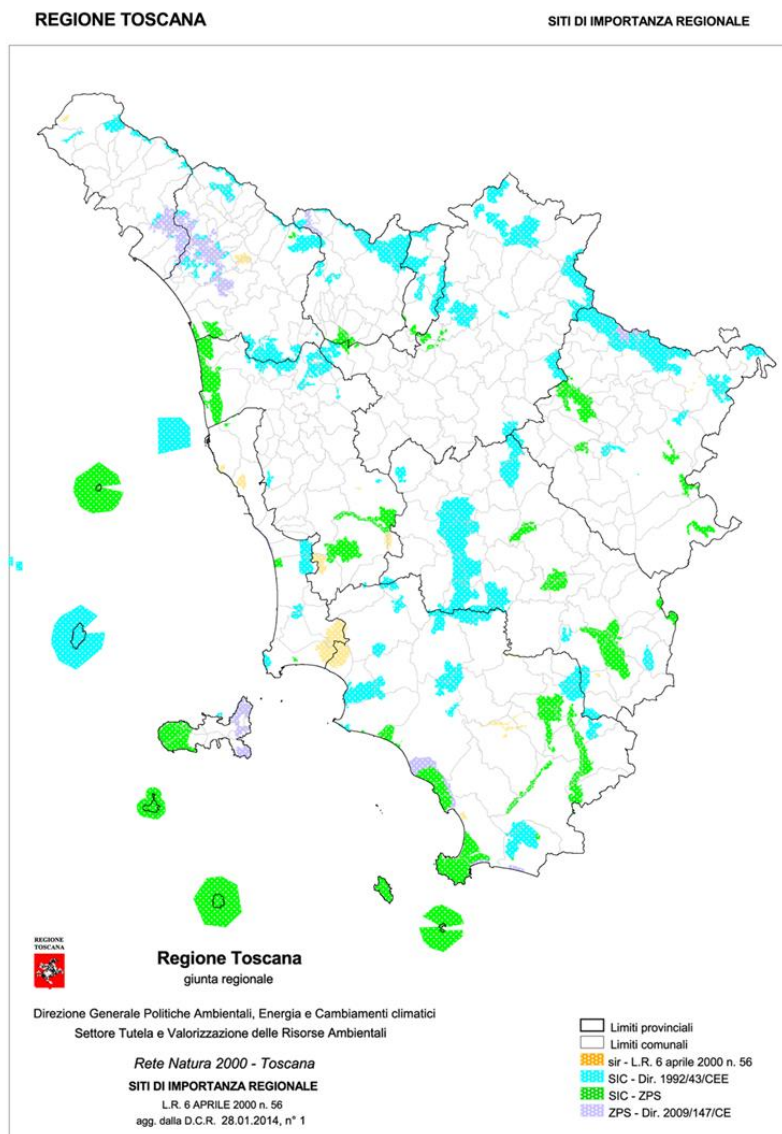 REGIONE TOSCANA
SITI DI IMPORTANZA REGIONALE
REGIONE
TOSCANA
Regione Toscana
giunta regionale
Direzione Generale Politiche Ambientali, Energia e Cambiamenti climatici
Settore Tutela e Valorizzazione delle Risorse Ambientali
Rete Natura 2000 - Toscana
SITI DI IMPORTANZA REGIONALE
L.R. 6 APRILE 2000 n. 56
agg. dalla D.C.R. 28.01.2014, n° 1
Limiti provinciali
Limiti comunali
sir - L.R. 6 aprile 2000 n. 56
SIC - Dir. 1992/43/CEE
SIC - ZPS
ZPS - Dir. 2009/147/CE